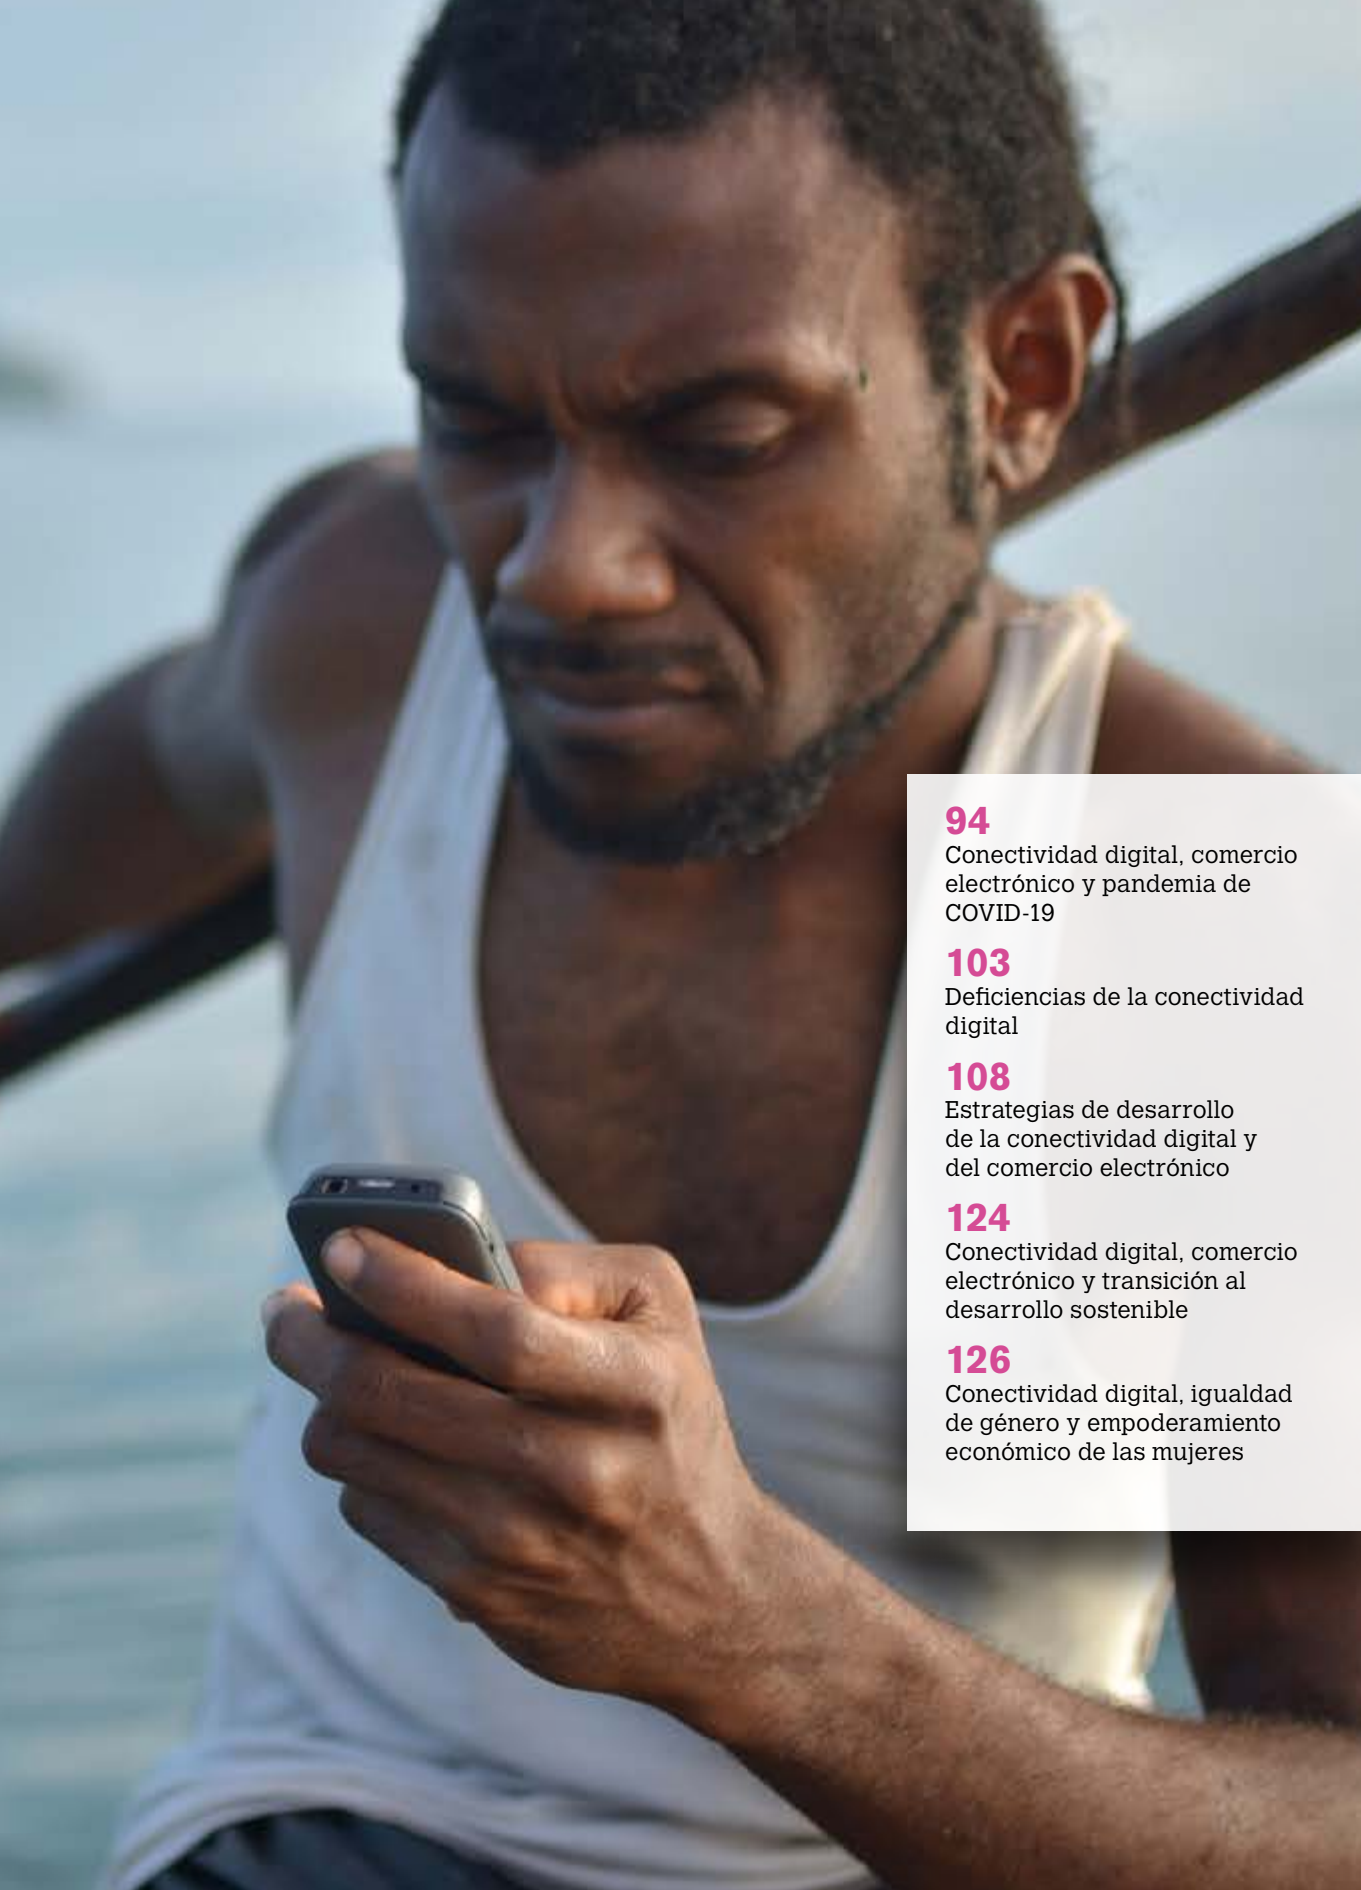 94
Conectividad digital, comercio
electrónico y pandemia de
COVID-19
103
Deficiencias de la conectividad
digital
108
Estrategias de desarrollo
de la conectividad digital y
del comercio electrónico
124
Conectividad digital, comercio
electrónico y transición al
desarrollo sostenible
126
Conectividad digital, igualdad
de género y empoderamiento
económico de las mujeres